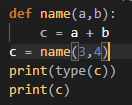 def name(a,b):
    c = a + b
c = name(3,4)
print(type(c))
print(c)